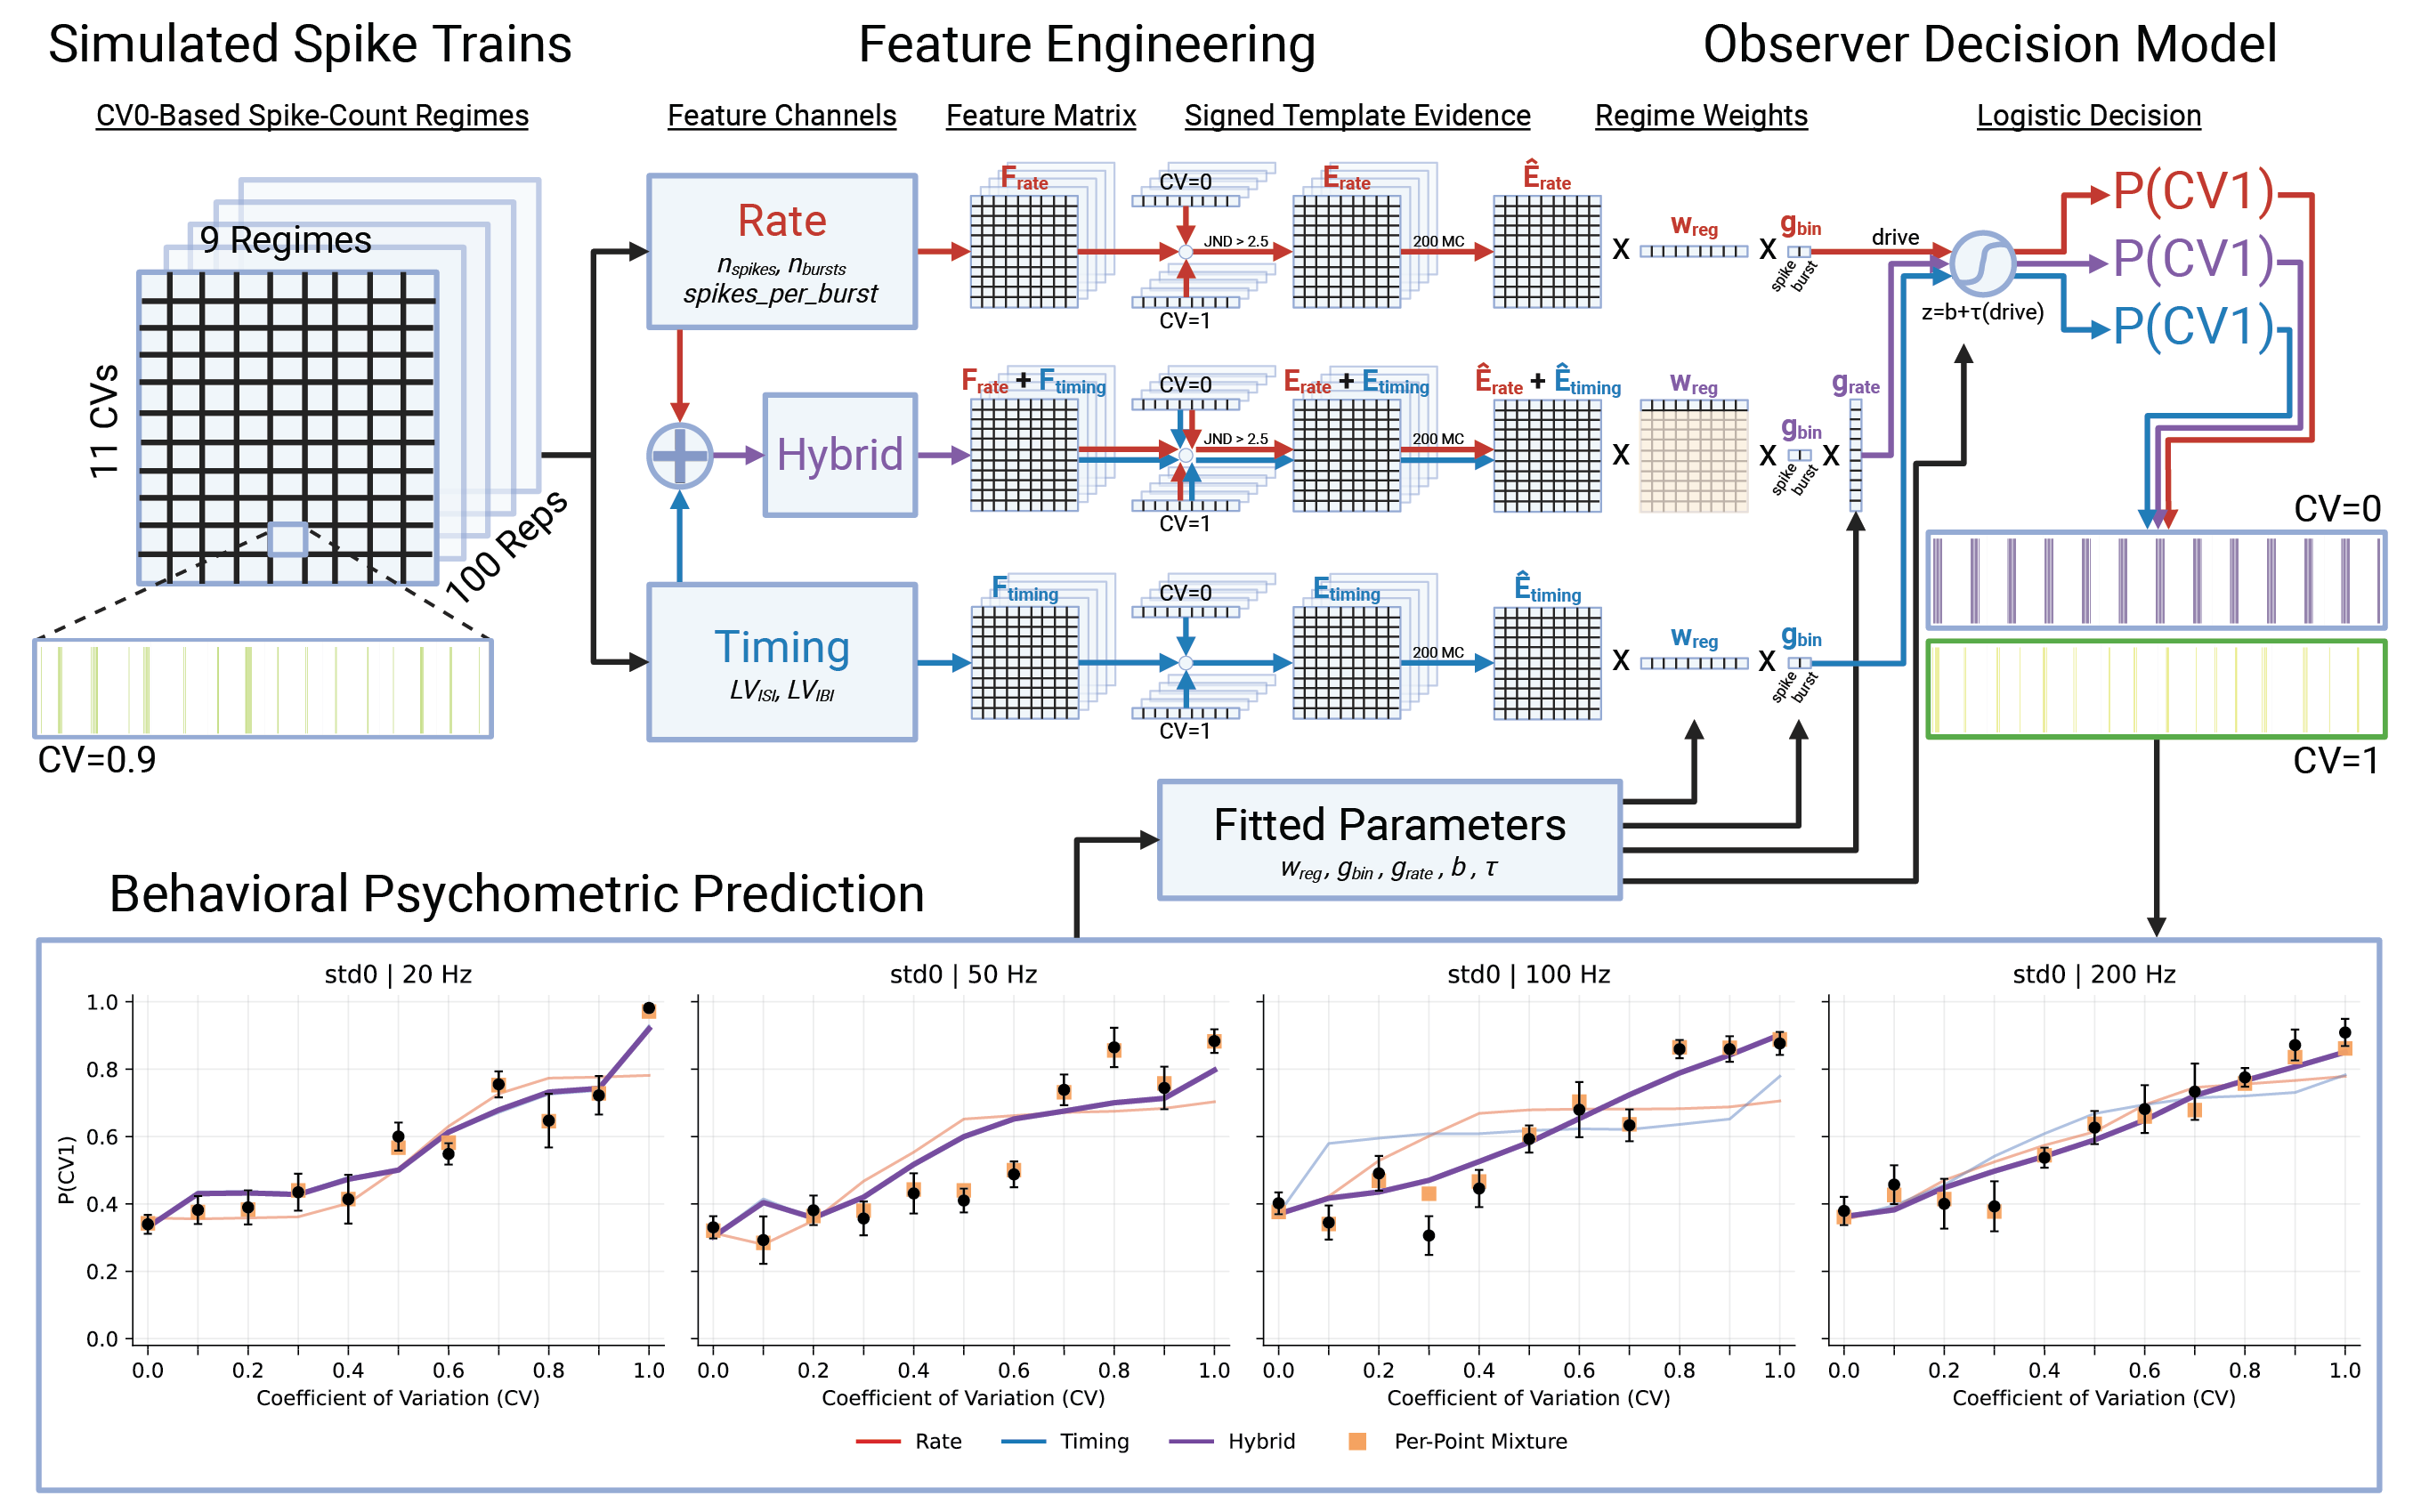 Simulated Spike Trains
Feature Engineering
Observer Decision Model
CV0-Based Spike-Count Regimes
Feature Channels
Feature Matrix
Signed Template Evidence
Regime Weights
Logistic Decision
9 Regimes
11 CVs
100 Reps
CV=0.9
Rate
nspikes, nbursts
spikes_per_burst
Hybrid
Timing
LVISI, LVIBI
Frate
CV=0
JND > 2.5
CV=1
Erate
200 MC
Êrate
X
wreg
X
gbin
spike
burst
drive
z=b+τ(drive)
P(CV1)
P(CV1)
P(CV1)
Frate + Ftiming
CV=0
JND > 2.5
CV=1
Erate + Etiming
200 MC
Êrate + Êtiming
X
wreg
X
gbin
spike
burst
X
grate
Ftiming
CV=0
CV=1
Etiming
200 MC
Êtiming
X
wreg
X
gbin
spike
burst
CV=0
CV=1
Fitted Parameters
wreg, gbin, grate, b, τ
Behavioral Psychometric Prediction
std0 | 20 Hz
std0 | 50 Hz
std0 | 100 Hz
std0 | 200 Hz
P(CV1)
1.0
0.8
0.6
0.4
0.2
0.0
0.0 0.2 0.4 0.6 0.8 1.0
Coefficient of Variation (CV)
0.0 0.2 0.4 0.6 0.8 1.0
Coefficient of Variation (CV)
0.0 0.2 0.4 0.6 0.8 1.0
Coefficient of Variation (CV)
0.0 0.2 0.4 0.6 0.8 1.0
Coefficient of Variation (CV)
Rate Timing Hybrid Per-Point Mixture